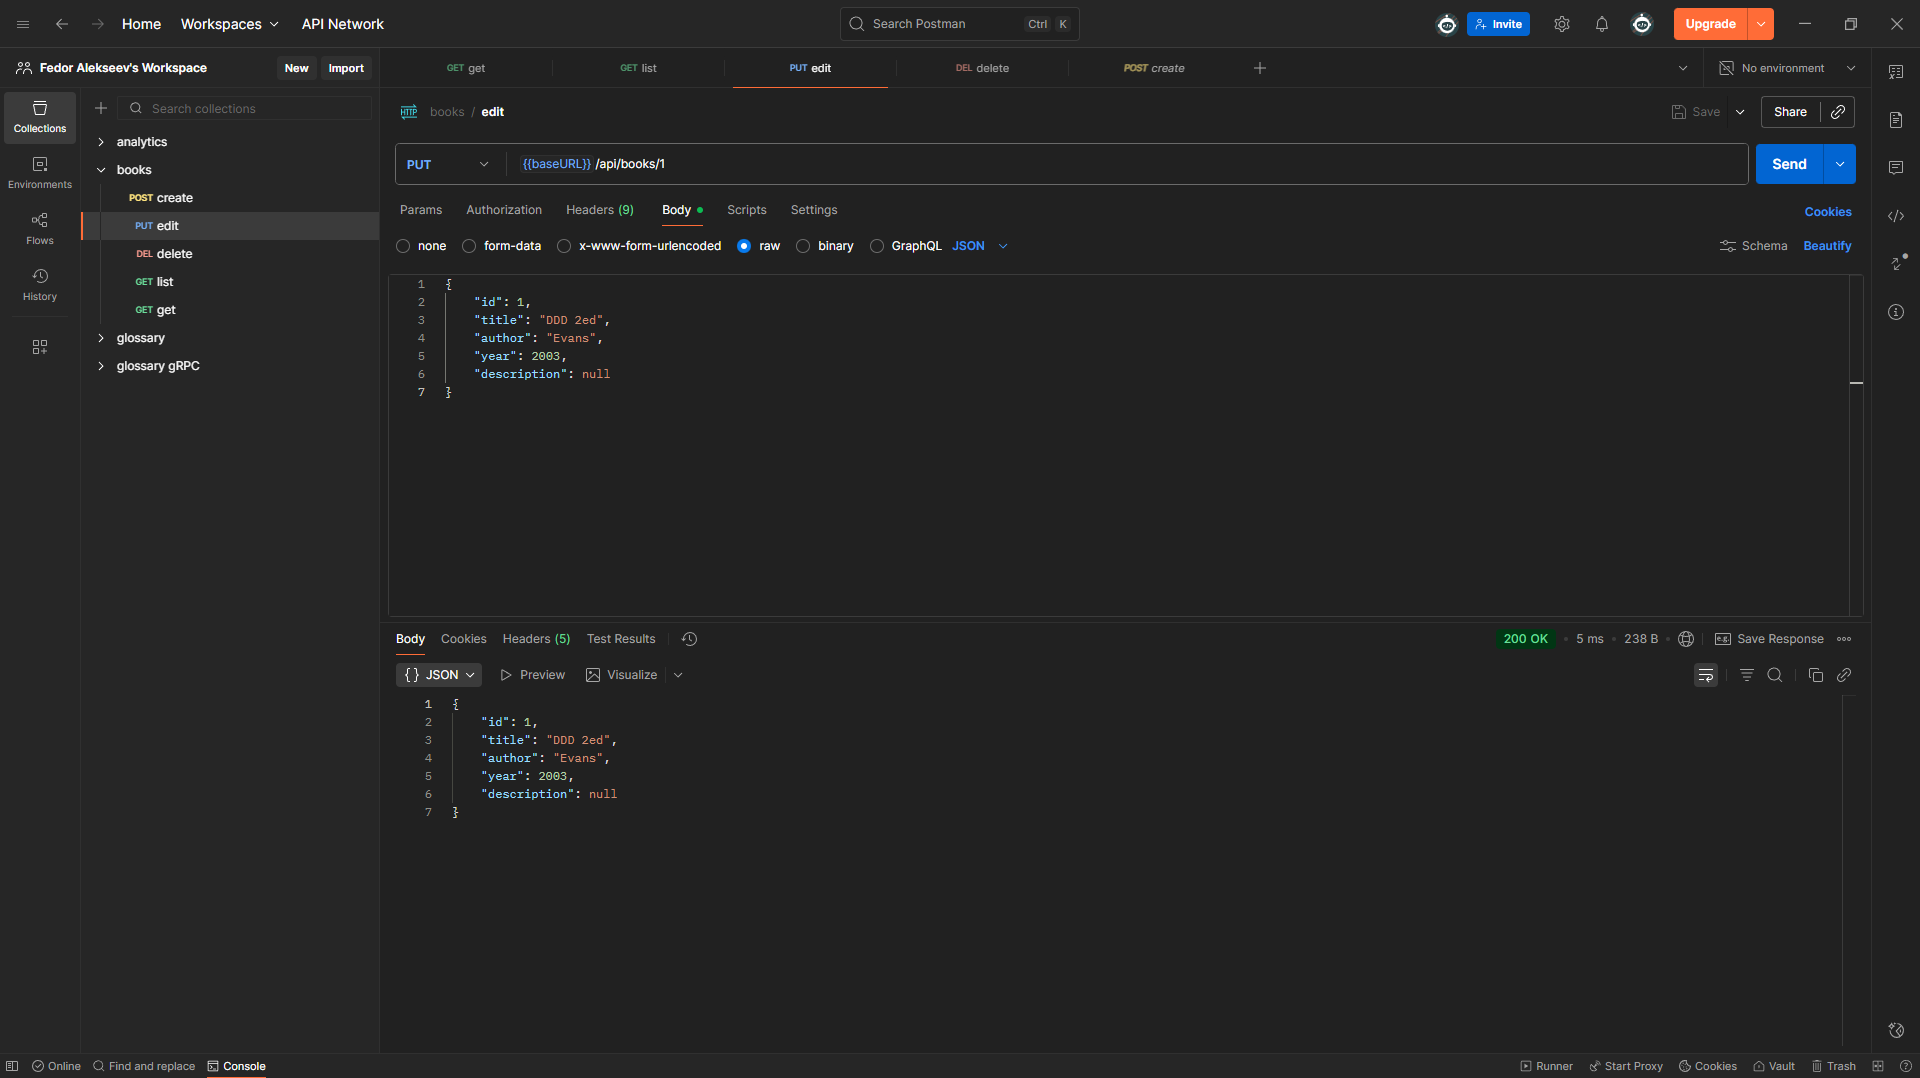 Home
Workspaces
API Network
Search Postman
Ctrl
K
Invite
Upgrade
Fedor Alekseev's Workspace
New
Import
GET get
GET list
PUT edit
DEL delete
POST create
No environment
Collections
Environments
Flows
History
Search collections
analytics
books
POST create
PUT edit
DEL delete
GET list
GET get
glossary
glossary gRPC
HTTP
books / edit
Save
Share
PUT
{{baseURL}} /api/books/1
Send
Params
Authorization
Headers (9)
Body
Scripts
Settings
Cookies
none
form-data
x-www-form-urlencoded
raw
binary
GraphQL
JSON
Schema
Beautify
1 {
2 "id": 1,
3 "title": "DDD 2ed",
4 "author": "Evans",
5 "year": 2003,
6 "description": null
7 }
Body
Cookies
Headers (5)
Test Results
200 OK
5 ms
238 B
e.g.
Save Response
{} JSON
Preview
Visualize
1 {
2 "id": 1,
3 "title": "DDD 2ed",
4 "author": "Evans",
5 "year": 2003,
6 "description": null
7 }
Online
Find and replace
Console
Runner
Start Proxy
Cookies
Vault
Trash